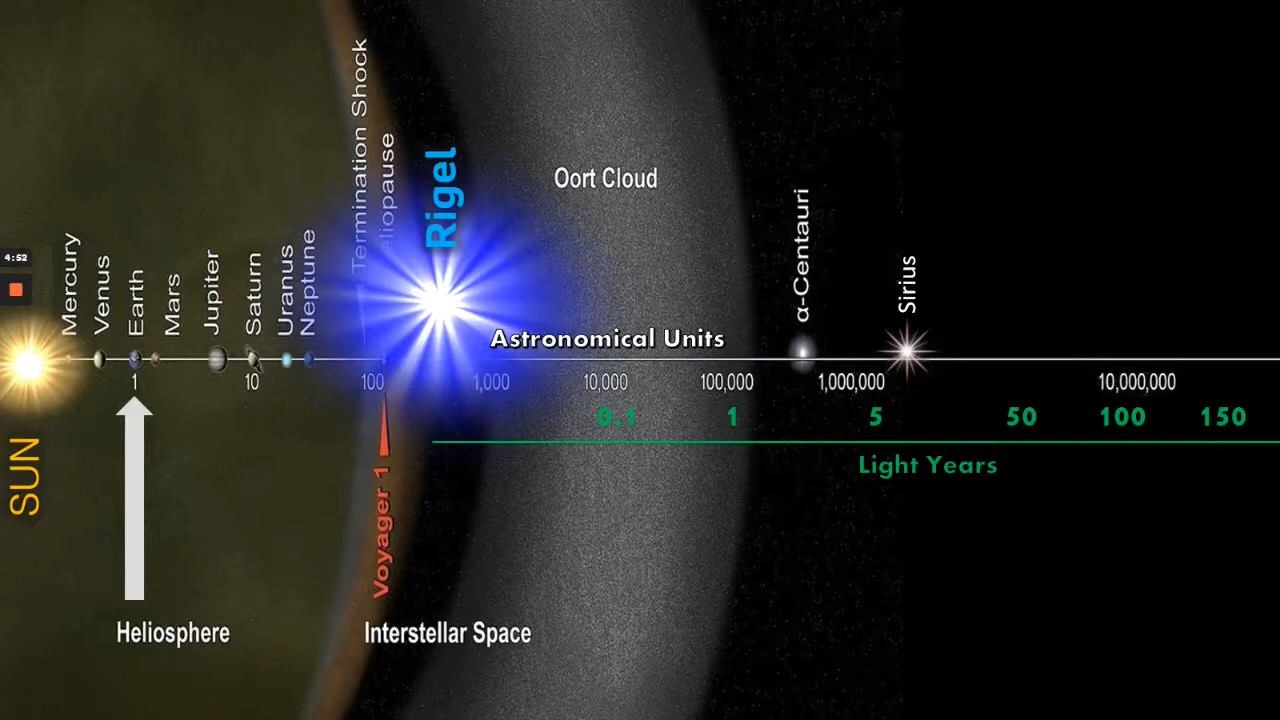 4:52
SUN
Mercury
Venus
Earth
Mars
Jupiter
Saturn
Uranus
Neptune
Termination Shock
eliopause
Rigel
Oort Cloud
α-Centauri
Sirius
Astronomical Units
1 10 100 1,000 10,000 100,000 1,000,000 10,000,000
0.1 1 5 50 100 150
Light Years
Voyager 1
Heliosphere
Interstellar Space